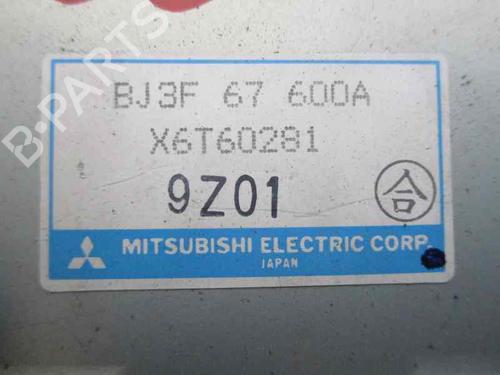 BJ3F 67 600A
X6T60281
9Z01
合
MITSUBISHI ELECTRIC CORP.
JAPAN
B-PARTS